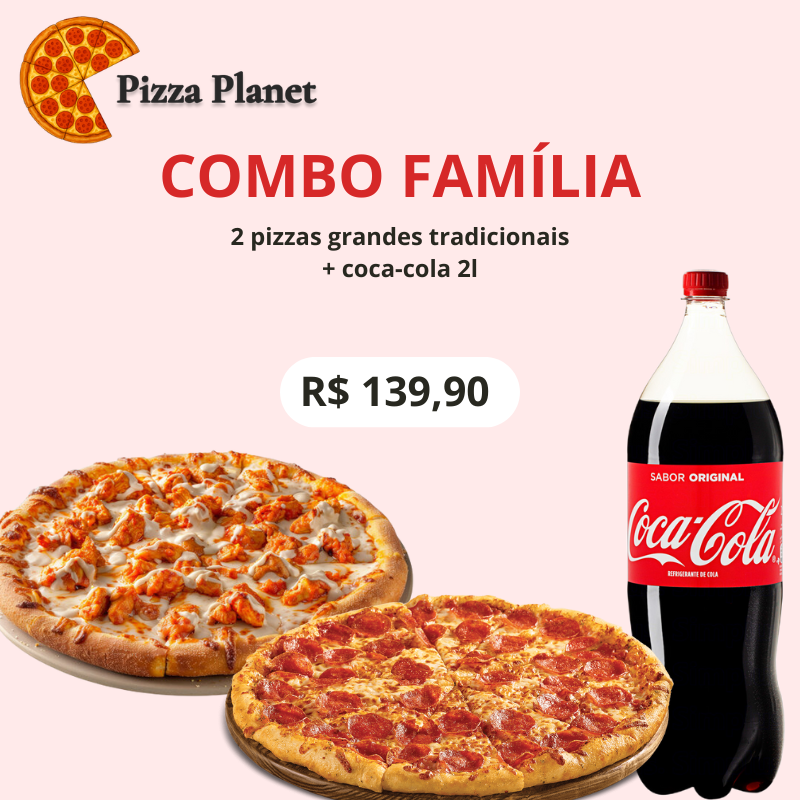 Pizza Planet
COMBO FAMÍLIA
2 pizzas grandes tradicionais
+ coca-cola 2l
R$ 139,90
SABOR ORIGINAL
Coca-Cola
REFRIGERANTE DE COLA